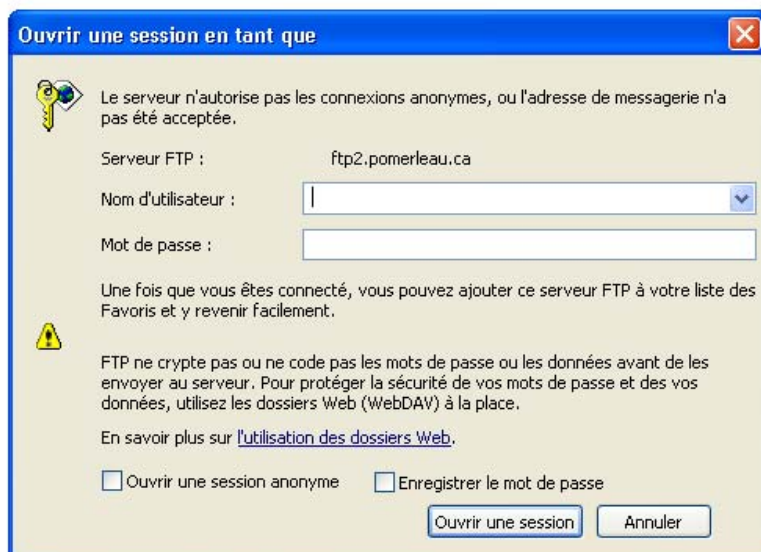 Ouvrir une session en tant que
Le serveur n'autorise pas les connexions anonymes, ou l'adresse de messagerie n'a
pas été acceptée.
Serveur FTP : ftp2.pomerleau.ca
Nom d'utilisateur :
Mot de passe :
Une fois que vous êtes connecté, vous pouvez ajouter ce serveur FTP à votre liste des
Favoris et y revenir facilement.
FTP ne crypte pas ou ne code pas les mots de passe ou les données avant de les
envoyer au serveur. Pour protéger la sécurité de vos mots de passe et des vos
données, utilisez les dossiers Web (WebDAV) à la place.
En savoir plus sur l'utilisation des dossiers Web.
Ouvrir une session anonyme Enregistrer le mot de passe
Ouvrir une session Annuler